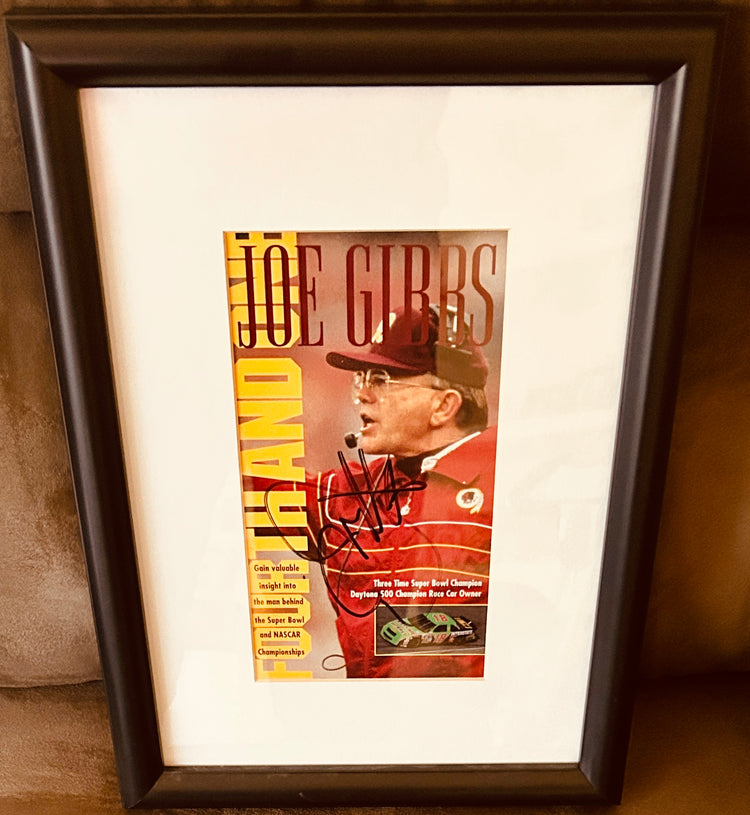 JOE GIBBS
FOURTH AND ONE
Gain valuable
insight into
the man behind
the Super Bowl
and NASCAR
Championships
Three Time Super Bowl Champion
Daytona 500 Champion Race Car Owner
18